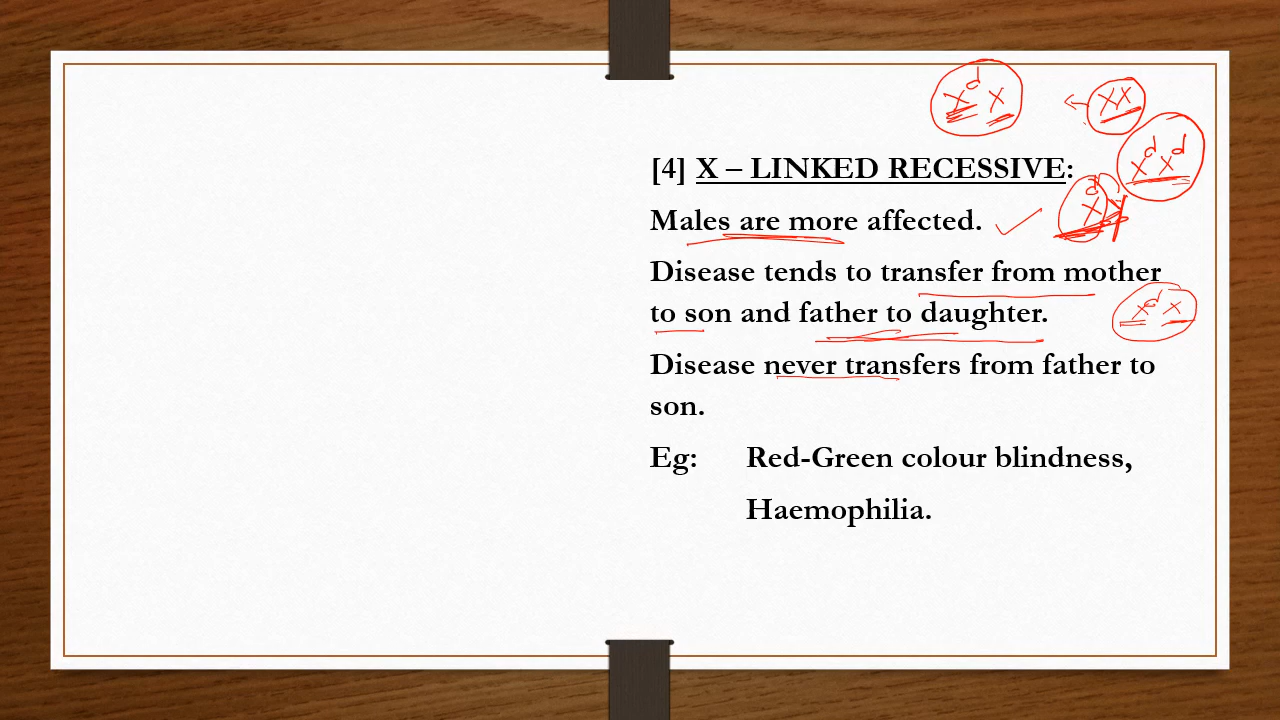 X^d X
XX
X^d X^d
[4] X – LINKED RECESSIVE:
X^d Y
Males are more affected.
Disease tends to transfer from mother
to son and father to daughter.
X^d X
Disease never transfers from father to
son.
Eg: Red-Green colour blindness,
Haemophilia.